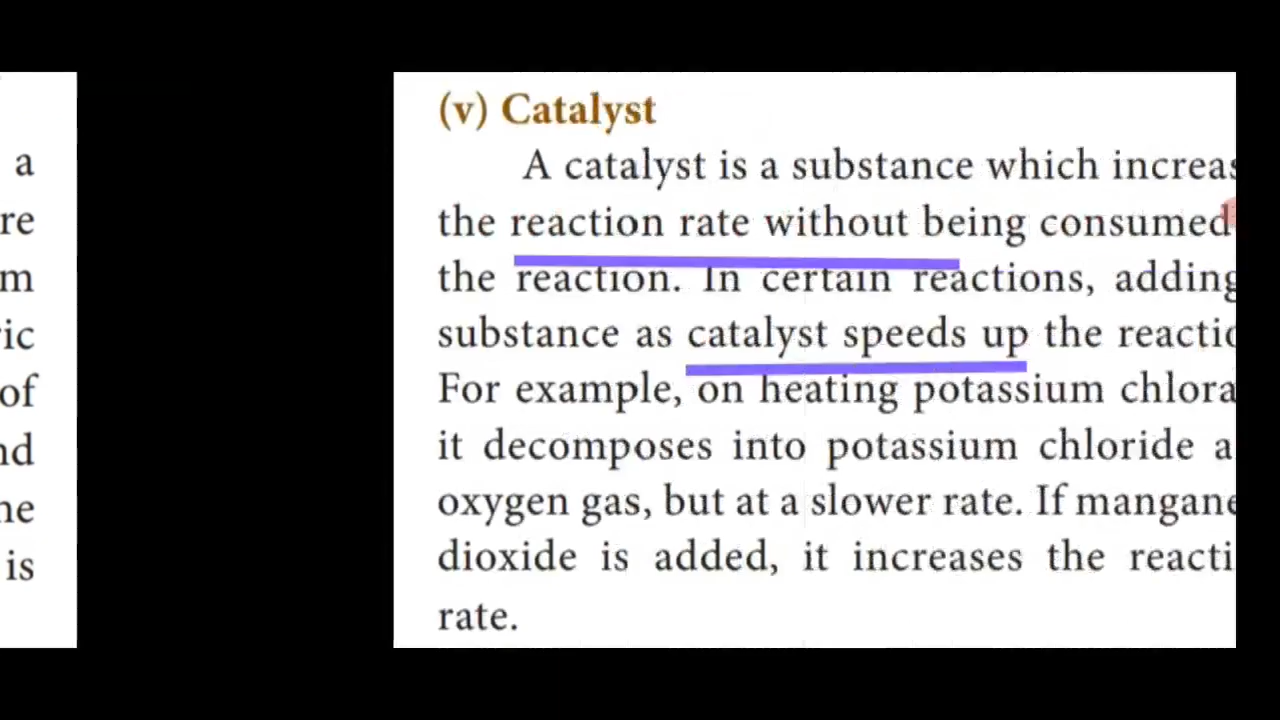 a
re
m
ric
of
nd
ne
is
(v) Catalyst
A catalyst is a substance which increas
the reaction rate without being consumed
the reaction. In certain reactions, adding
substance as catalyst speeds up the reactio
For example, on heating potassium chlora
it decomposes into potassium chloride a
oxygen gas, but at a slower rate. If mangane
dioxide is added, it increases the reacti
rate.